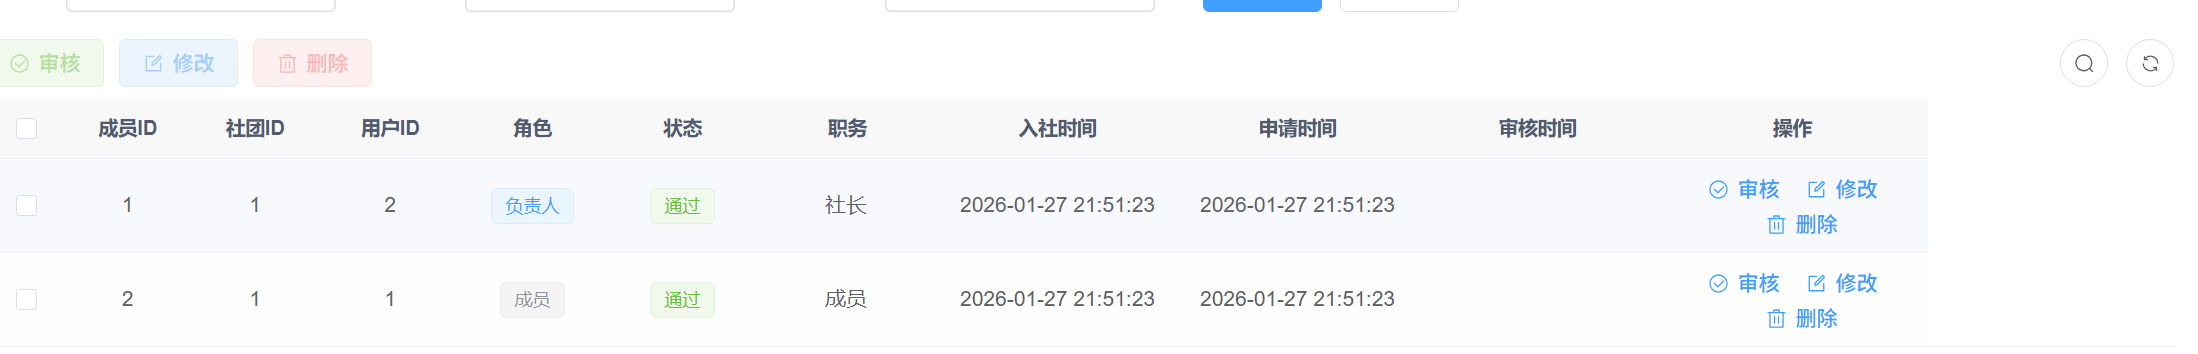 审核 修改 删除
成员ID 社团ID 用户ID 角色 状态 职务 入社时间 申请时间 审核时间 操作
1 1 2 负责人 通过 社长 2026-01-27 21:51:23 2026-01-27 21:51:23 审核 修改
删除
2 1 1 成员 通过 成员 2026-01-27 21:51:23 2026-01-27 21:51:23 审核 修改
删除